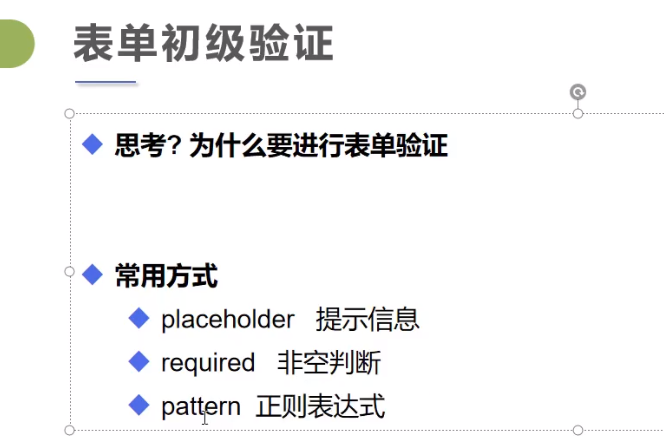 表单初级验证
思考? 为什么要进行表单验证
常用方式
placeholder 提示信息
required 非空判断
pattern 正则表达式